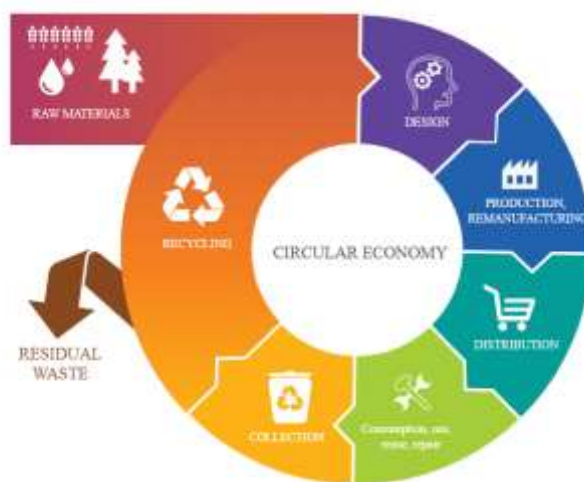 RAW MATERIALS
DESIGN
PRODUCTION,
REMANUFACTURING
RECYCLING
CIRCULAR ECONOMY
DISTRIBUTION
RESIDUAL
WASTE
COLLECTION
Consumption, use,
reuse, repair